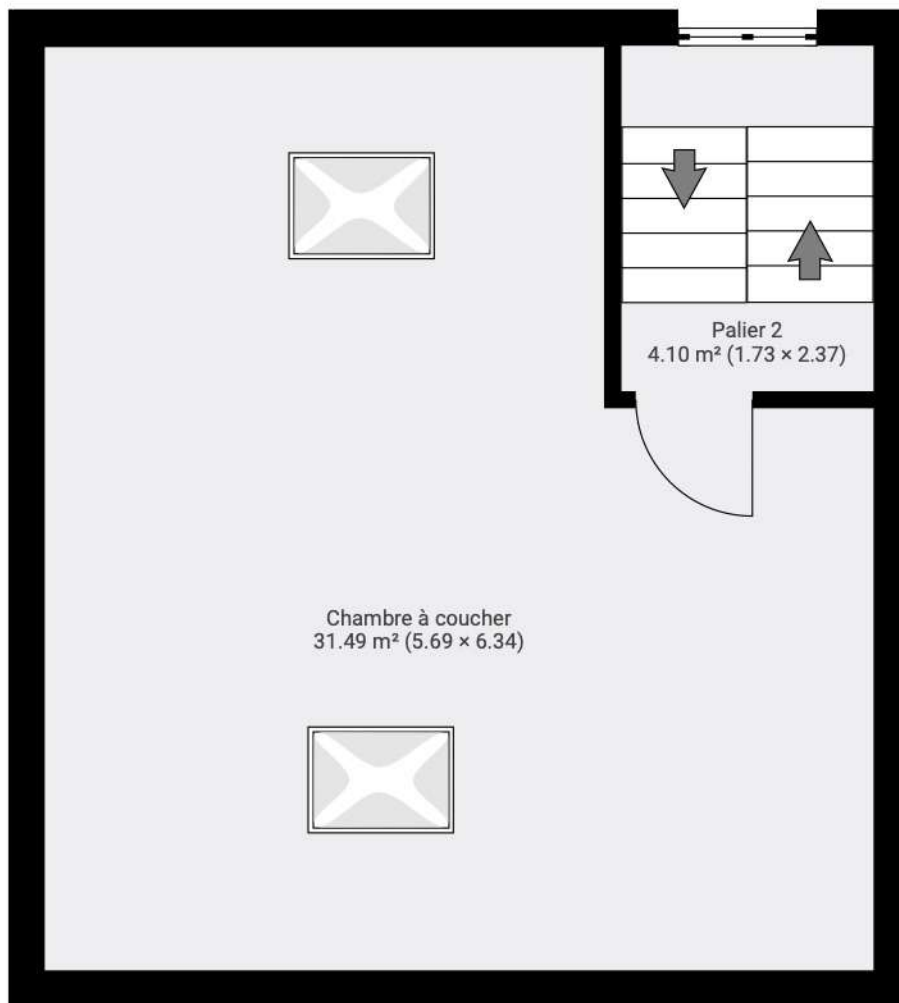 Palier 2
4.10 m² (1.73 × 2.37)
Chambre à coucher
31.49 m² (5.69 × 6.34)